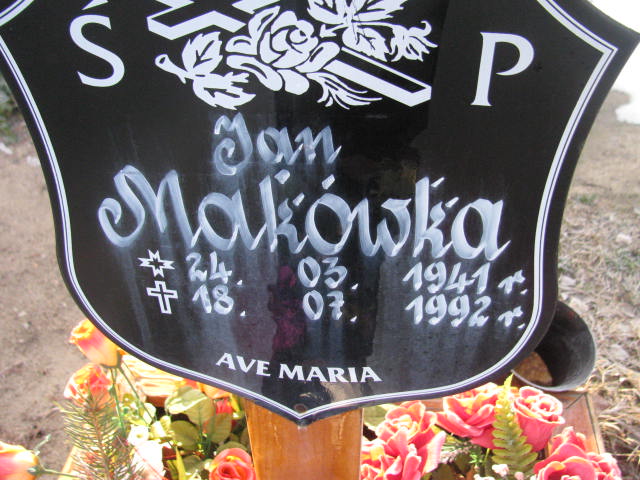 S P
Jan
Makówka
24. 03. 1941 r.
18. 07. 1992 r.
AVE MARIA